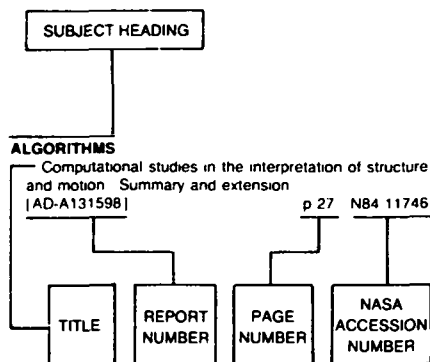 SUBJECT HEADING
ALGORITHMS
Computational studies in the interpretation of structure
and motion Summary and extension
[AD-A131598] p 27 N84 11746
TITLE
REPORT
NUMBER
PAGE
NUMBER
NASA
ACCESSION
NUMBER